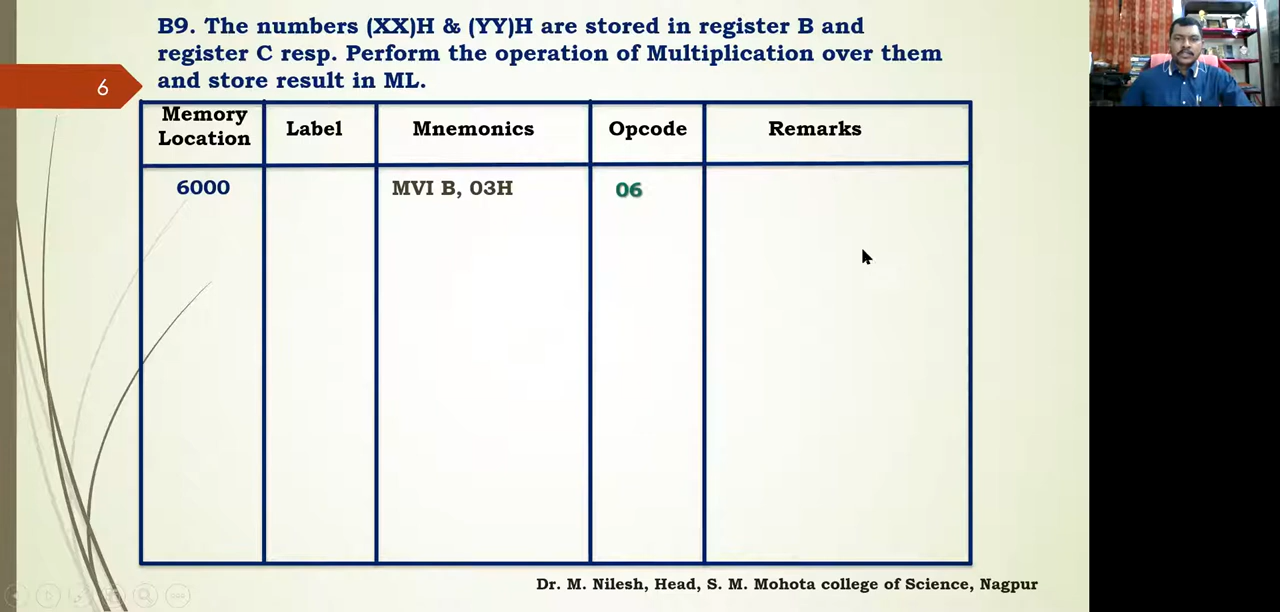 B9. The numbers (XX)H & (YY)H are stored in register B and
register C resp. Perform the operation of Multiplication over them
and store result in ML.
6
Memory Location Label Mnemonics Opcode Remarks
6000 MVI B, 03H 06
Dr. M. Nilesh, Head, S. M. Mohota college of Science, Nagpur